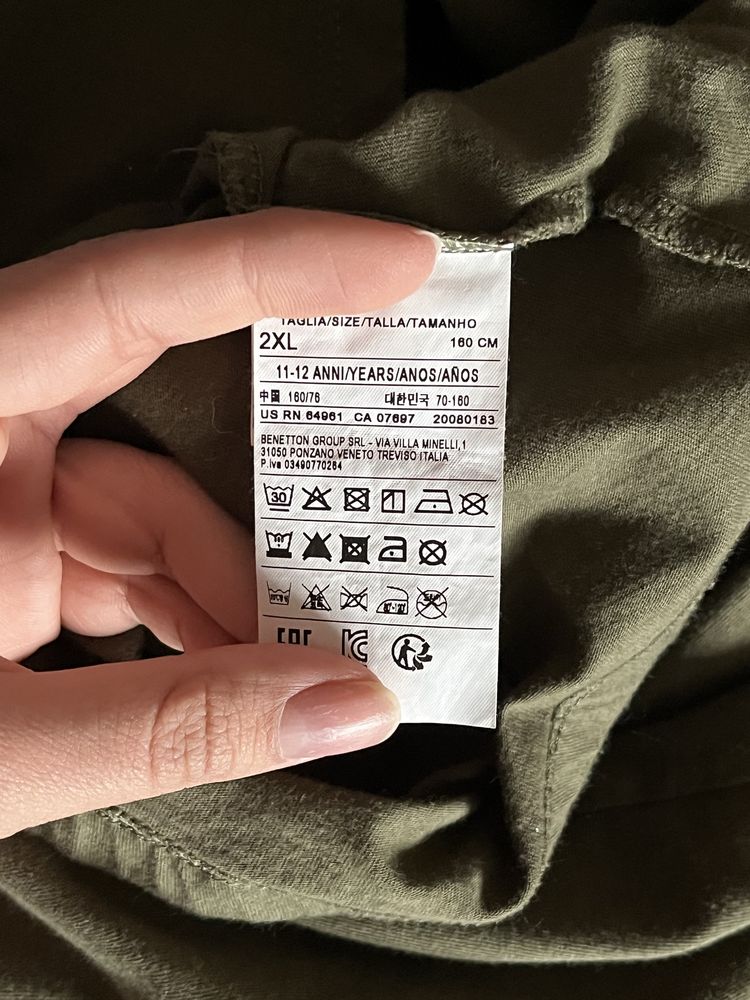 TAGLIA/SIZE/TALLA/TAMANHO
2XL 160 CM
11-12 ANNI/YEARS/ANOS/AÑOS
中国 160/76 대한민국 70-160
US RN 64961 CA 07697 20080183
BENETTON GROUP SRL - VIA VILLA MINELLI,1
31050 PONZANO VENETO TREVISO ITALIA
P.iva 03490770264
30